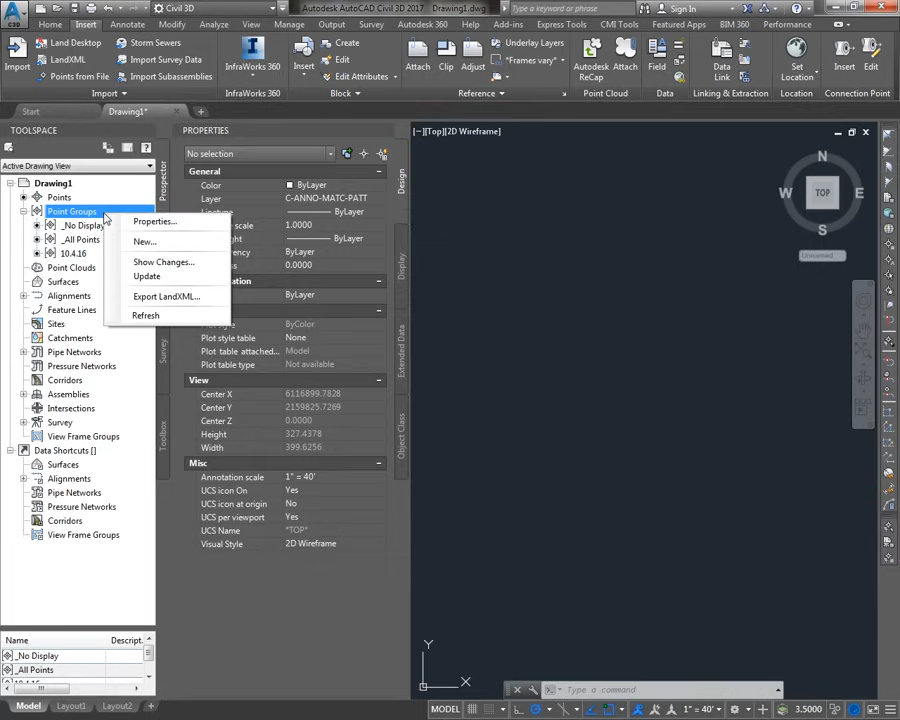 Civil 3D
Autodesk AutoCAD Civil 3D 2017 Drawing1.dwg
Type a keyword or phrase
Sign In
Home Insert Annotate Modify Analyze View Manage Output Survey Autodesk 360 Help Add-ins Express Tools CMI Tools Featured Apps BIM 360 Performance
Import
Land Desktop
LandXML
Points from File
Storm Sewers
Import Survey Data
Import Subassemblies
InfraWorks 360
Insert
Create
Edit
Edit Attributes
Attach
Clip
Adjust
Underlay Layers
*Frames vary*
Autodesk ReCap
Attach
Field
Data Link
Set Location
Insert
Edit
Import
InfraWorks 360
Block
Reference
Point Cloud
Data
Linking & Extraction
Location
Connection Point
Start
Drawing1*
TOOLSPACE
Active Drawing View
Drawing1
Points
Point Groups
_No Display
_All Points
10.4.16
Point Clouds
Surfaces
Alignments
Feature Lines
Sites
Catchments
Pipe Networks
Pressure Networks
Corridors
Assemblies
Intersections
Survey
View Frame Groups
Data Shortcuts []
Surfaces
Alignments
Pipe Networks
Pressure Networks
Corridors
View Frame Groups
Name Descript.
_No Display
_All Points
Properties...
New...
Show Changes...
Update
Export LandXML...
Refresh
Prospector
Survey
Toolbox
PROPERTIES
No selection
General
Color ByLayer
Layer C-ANNO-MATC-PATT
ByLayer
scale 1.0000
ByLayer
ByLayer
0.0000
ByLayer
ByColor
Plot style table None
Plot table attached... Model
Plot table type Not available
View
Center X 6116899.7828
Center Y 2159825.7269
Center Z 0.0000
Height 327.4378
Width 399.6256
Misc
Annotation scale 1" = 40'
UCS icon On Yes
UCS icon at origin No
UCS per viewport Yes
UCS Name *TOP*
Visual Style 2D Wireframe
Design
Display
Extended Data
Object Class
[−][Top][2D Wireframe]
N
W TOP E
S
Unnamed
Y
X
Type a command
Model Layout1 Layout2 +
MODEL
1" = 40'
3.5000